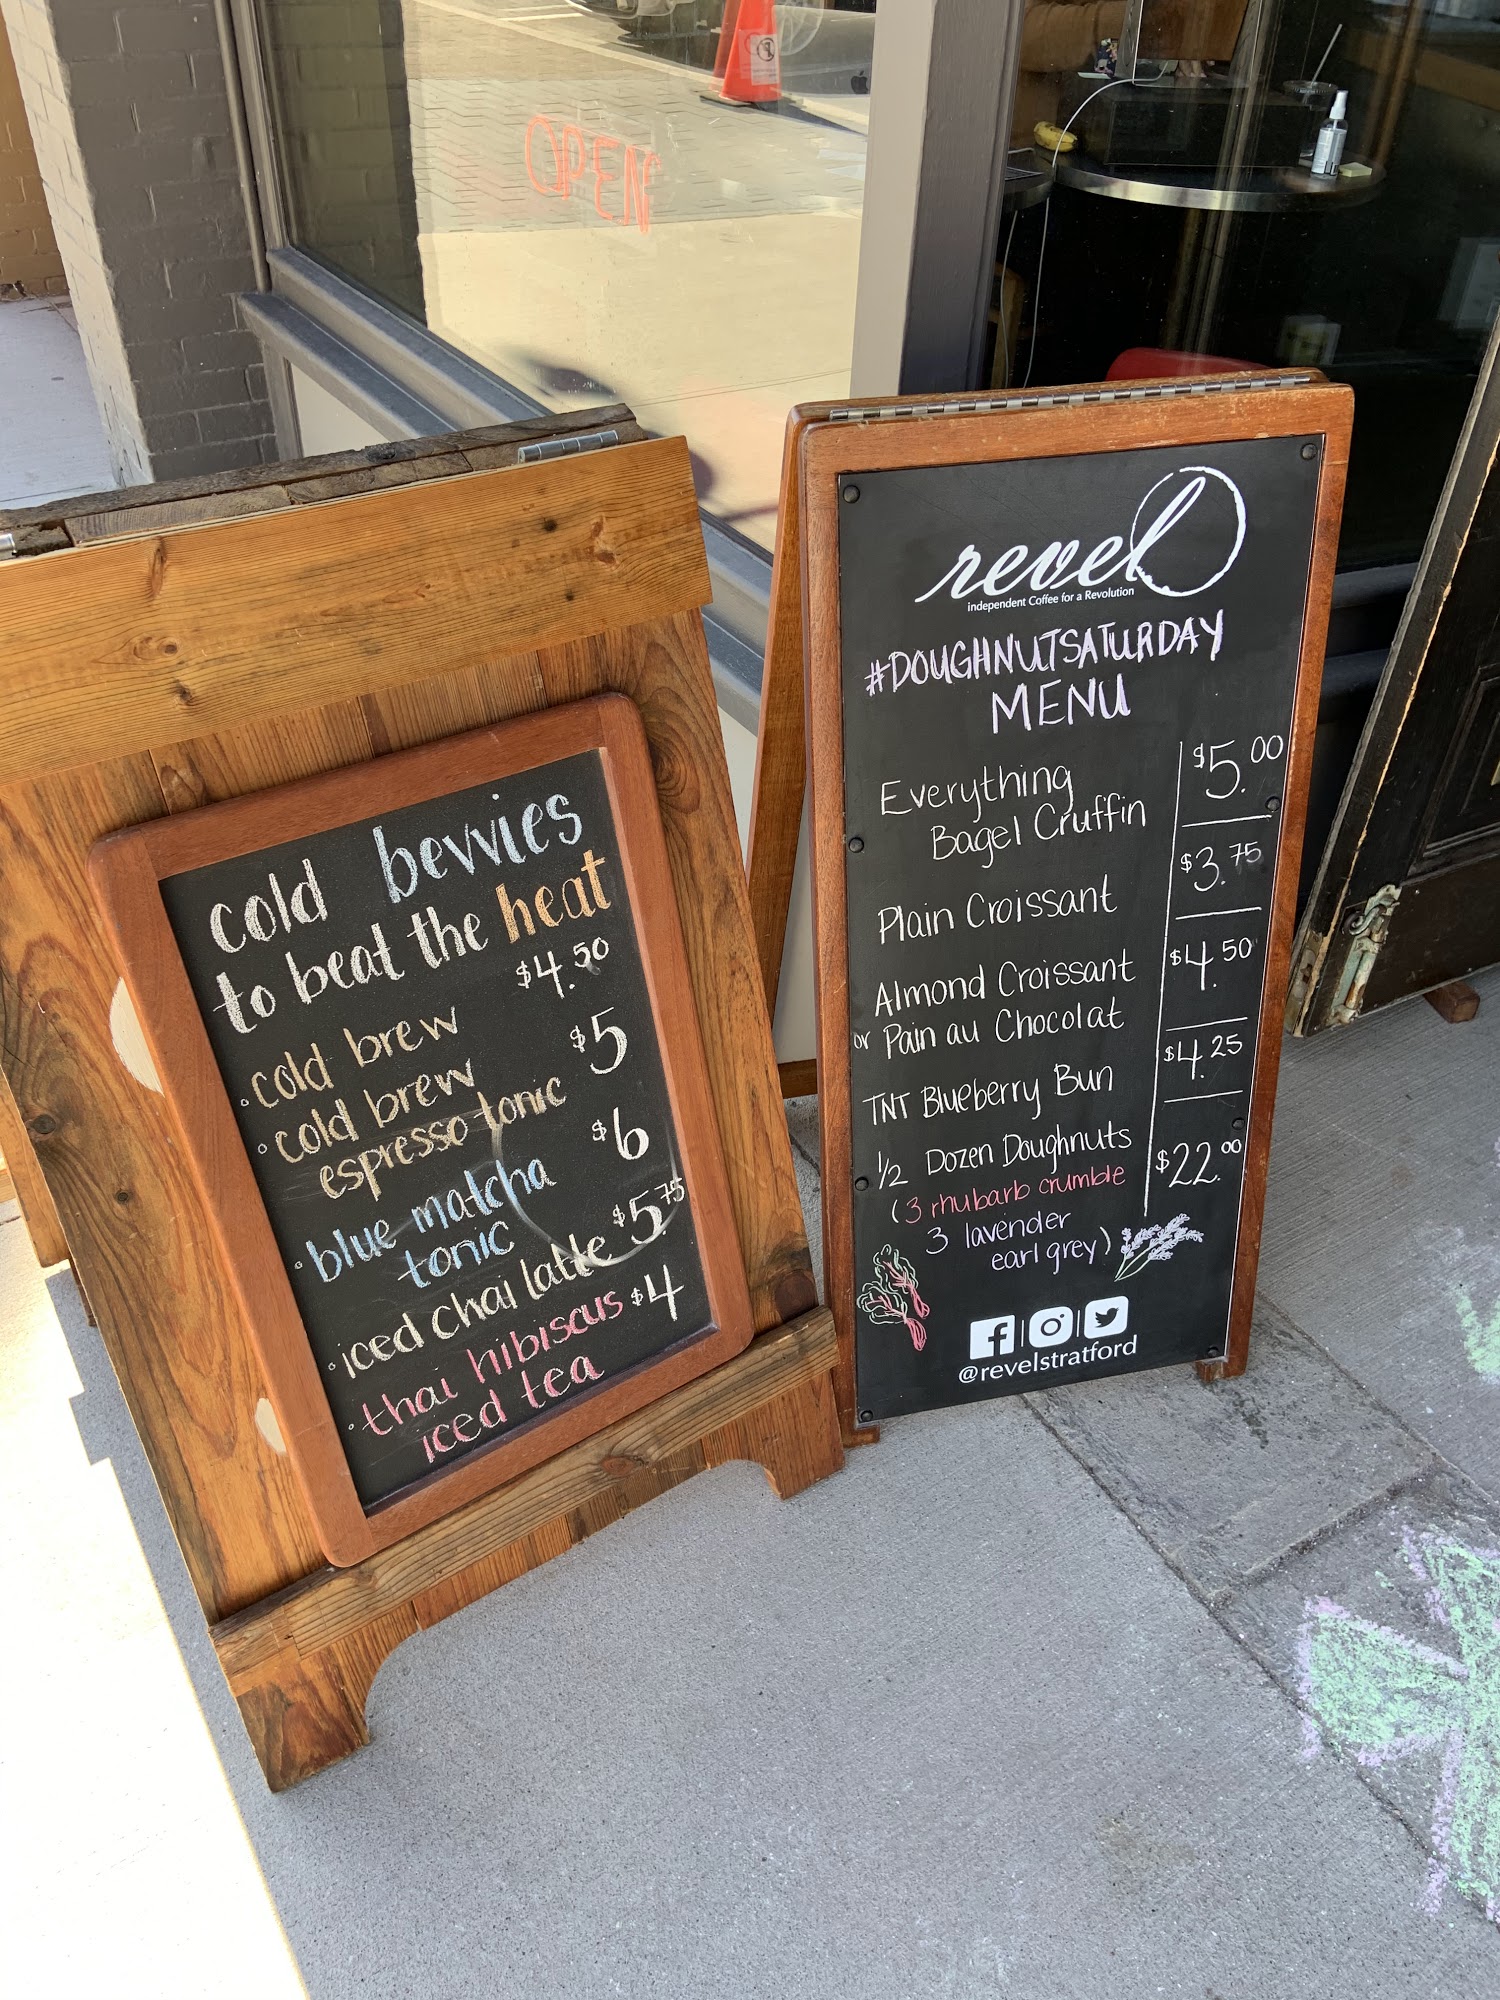 OPEN
cold bevvies
to beat the heat
• cold brew $4.50
• cold brew
espresso tonic $5
• blue matcha
tonic $6
• iced chai latte $5.75
• thai hibiscus $4
iced tea
revel
independent Coffee for a Revolution
#DOUGHNUTSATURDAY
MENU
Everything $5.00
Bagel Cruffin
Plain Croissant $3.75
Almond Croissant $4.50
or Pain au Chocolat
TNT Blueberry Bun $4.25
1/2 Dozen Doughnuts $22.00
(3 rhubarb crumble
3 lavender
earl grey)
@revelstratford